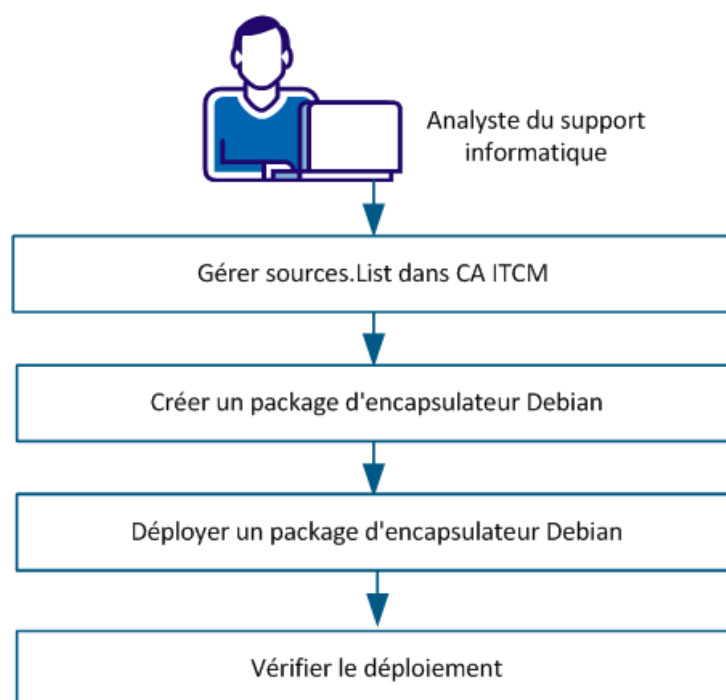 Analyste du support
informatique
Gérer sources.List dans CA ITCM
Créer un package d'encapsulateur Debian
Déployer un package d'encapsulateur Debian
Vérifier le déploiement